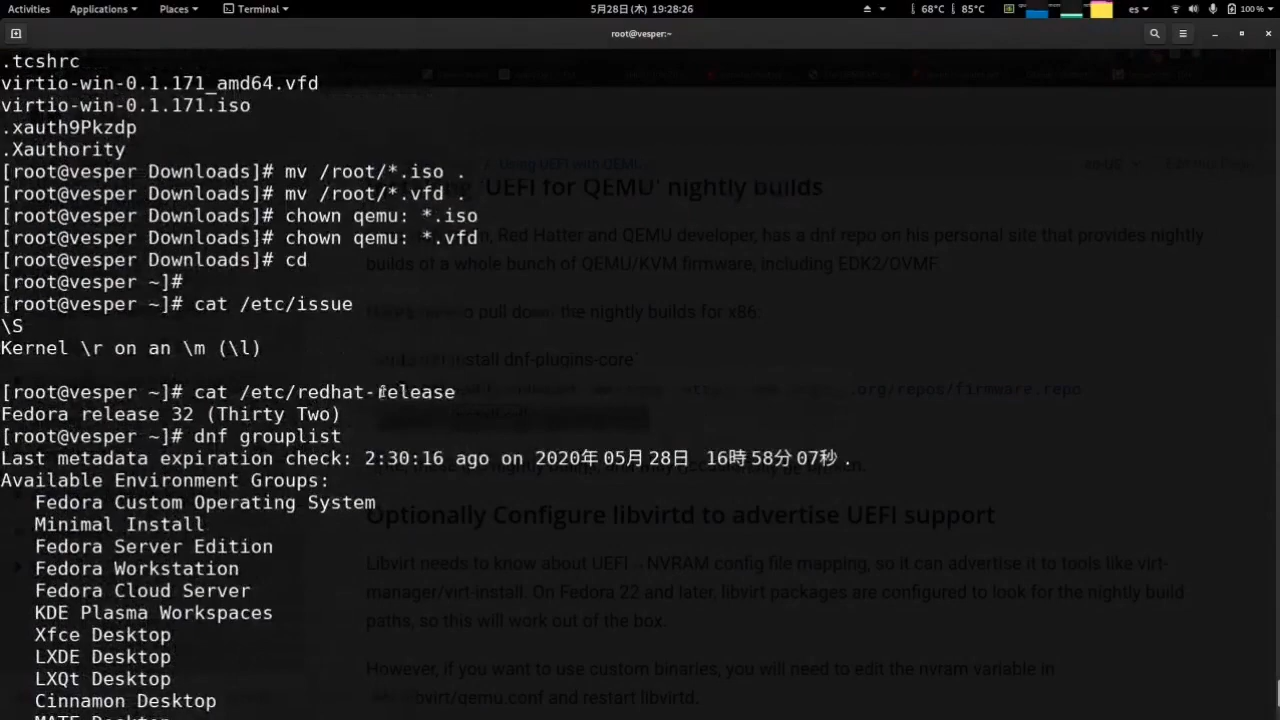 Activities Applications Places Terminal 5月28日(木) 19:28:26 68°C 85°C es 100 %
root@vesper:~
.tcshrc
virtio-win-0.1.171_amd64.vfd
virtio-win-0.1.171.iso
.xauth9Pkzdp
.Xauthority
[root@vesper Downloads]# mv /root/*.iso .
[root@vesper Downloads]# mv /root/*.vfd .
[root@vesper Downloads]# chown qemu: *.iso
[root@vesper Downloads]# chown qemu: *.vfd
[root@vesper Downloads]# cd
[root@vesper ~]#
[root@vesper ~]# cat /etc/issue
\S
Kernel \r on an \m (\l)
[root@vesper ~]# cat /etc/redhat-release
Fedora release 32 (Thirty Two)
[root@vesper ~]# dnf grouplist
Last metadata expiration check: 2:30:16 ago on 2020年05月28日 16時58分07秒.
Available Environment Groups:
Fedora Custom Operating System
Minimal Install
Fedora Server Edition
Fedora Workstation
Fedora Cloud Server
KDE Plasma Workspaces
Xfce Desktop
LXDE Desktop
LXQt Desktop
Cinnamon Desktop
MATE Desktop
/ Using UEFI with QEMU
'UEFI for QEMU' nightly builds
Red Hatter and QEMU developer, has a dnf repo on his personal site that provides nightly
builds of a whole bunch of QEMU/KVM firmware, including EDK2/OVMF.
to pull down the nightly builds for x86:
install dnf-plugins-core
.org/repos/firmware.repo
Optionally Configure libvirtd to advertise UEFI support
Libvirt needs to know about UEFI NVRAM config file mapping, so it can advertise it to tools like virt-
manager/virt-install. On Fedora 22 and later, libvirt packages are configured to look for the nightly build
paths, so this will work out of the box.
However, if you want to use custom binaries, you will need to edit the nvram variable in
and restart libvirtd.